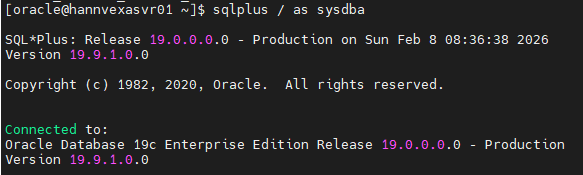 [oracle@hannvexasvr01 ~]$ sqlplus / as sysdba
SQL*Plus: Release 19.0.0.0.0 - Production on Sun Feb 8 08:36:38 2026
Version 19.9.1.0.0
Copyright (c) 1982, 2020, Oracle.  All rights reserved.
Connected to:
Oracle Database 19c Enterprise Edition Release 19.0.0.0.0 - Production
Version 19.9.1.0.0